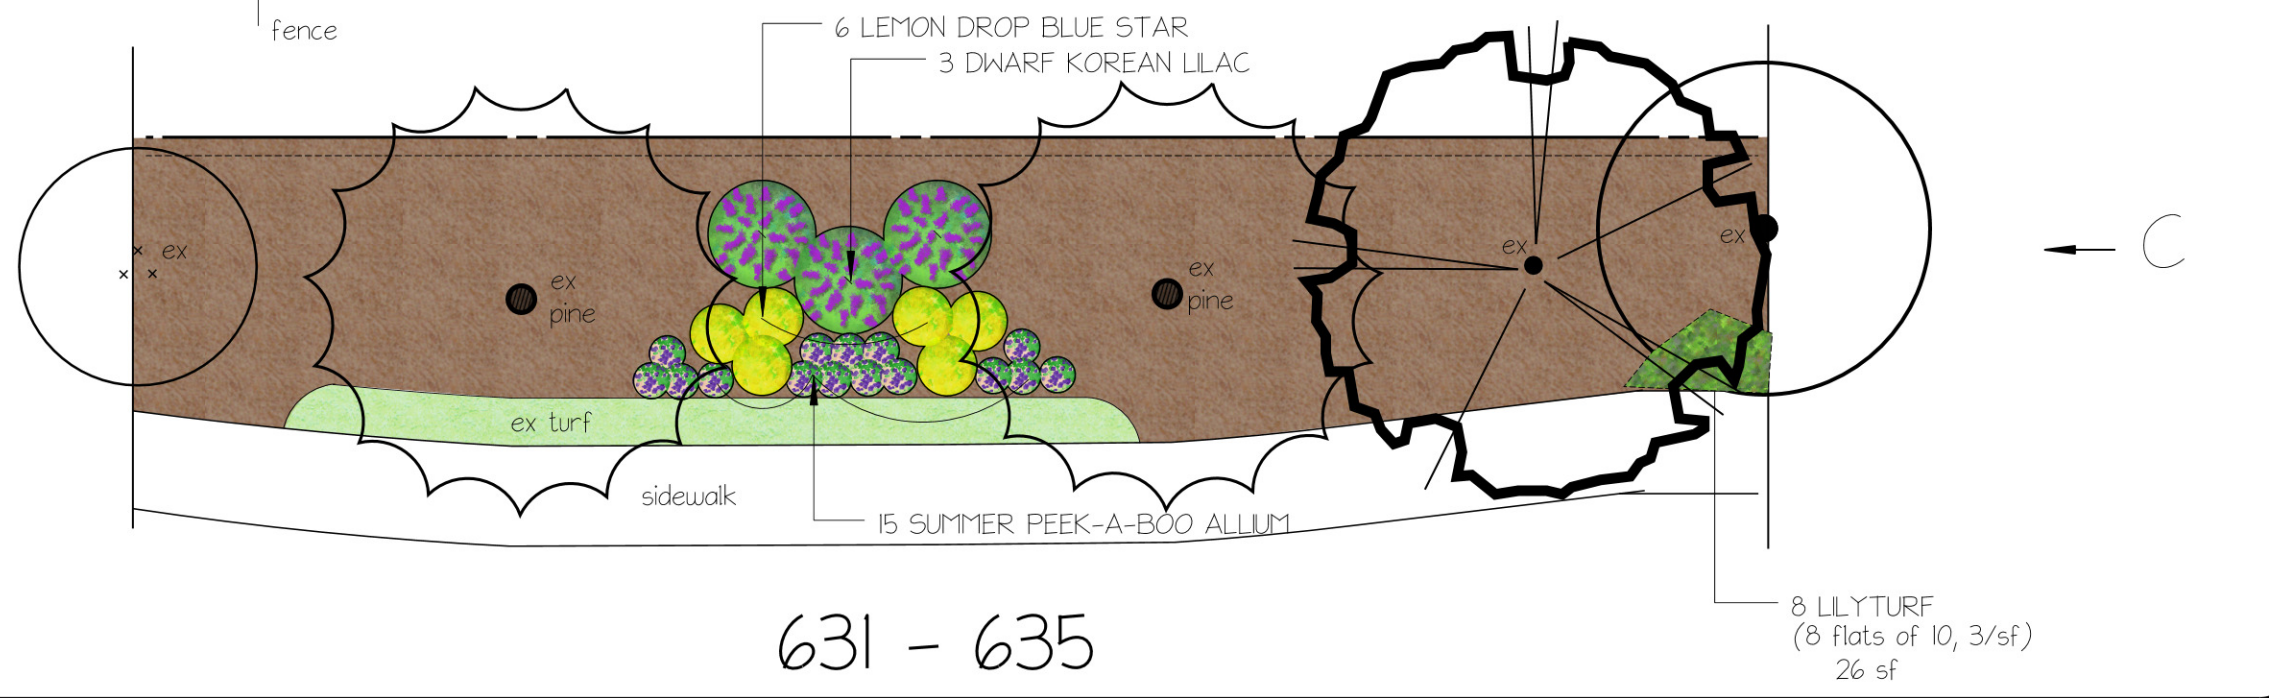 fence
6 LEMON DROP BLUE STAR
3 DWARF KOREAN LILAC
ex
ex
pine
ex
pine
ex
ex
C
ex turf
sidewalk
15 SUMMER PEEK-A-BOO ALLIUM
8 LILYTURF
(8 flats of 10, 3/sf)
26 sf
631 - 635